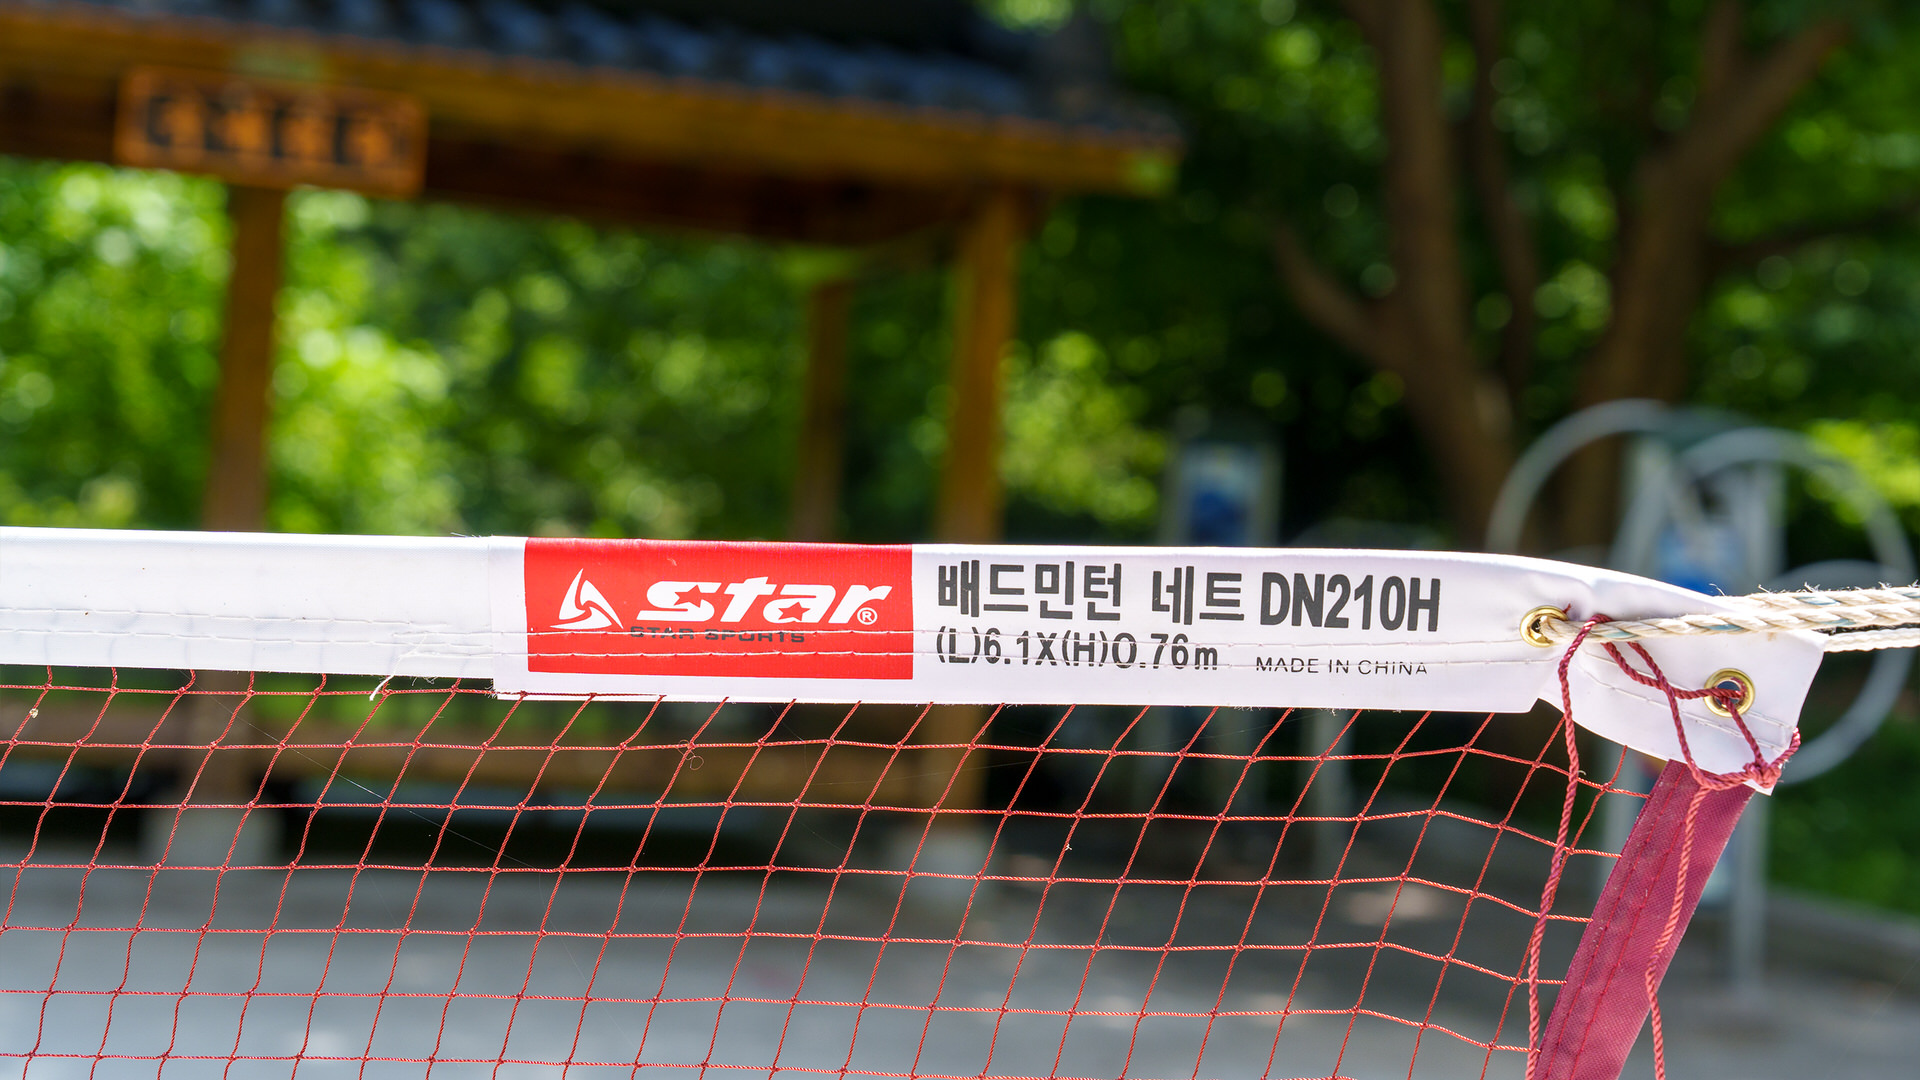 star®
STAR SPORTS
배드민턴 네트 DN210H
(L)6.1X(H)0.76m MADE IN CHINA